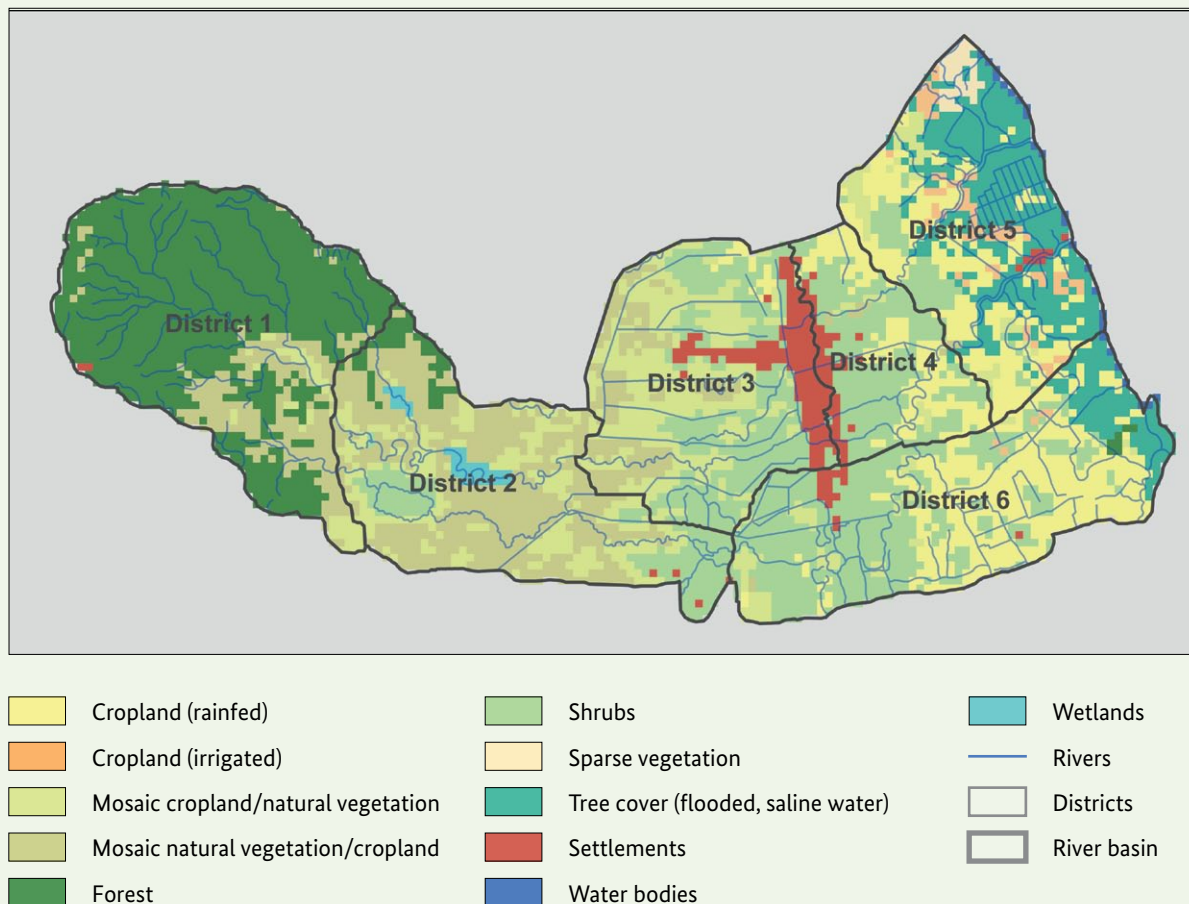 District 1
District 2
District 3
District 4
District 5
District 6
Cropland (rainfed)
Cropland (irrigated)
Mosaic cropland/natural vegetation
Mosaic natural vegetation/cropland
Forest
Shrubs
Sparse vegetation
Tree cover (flooded, saline water)
Settlements
Water bodies
Wetlands
Rivers
Districts
River basin